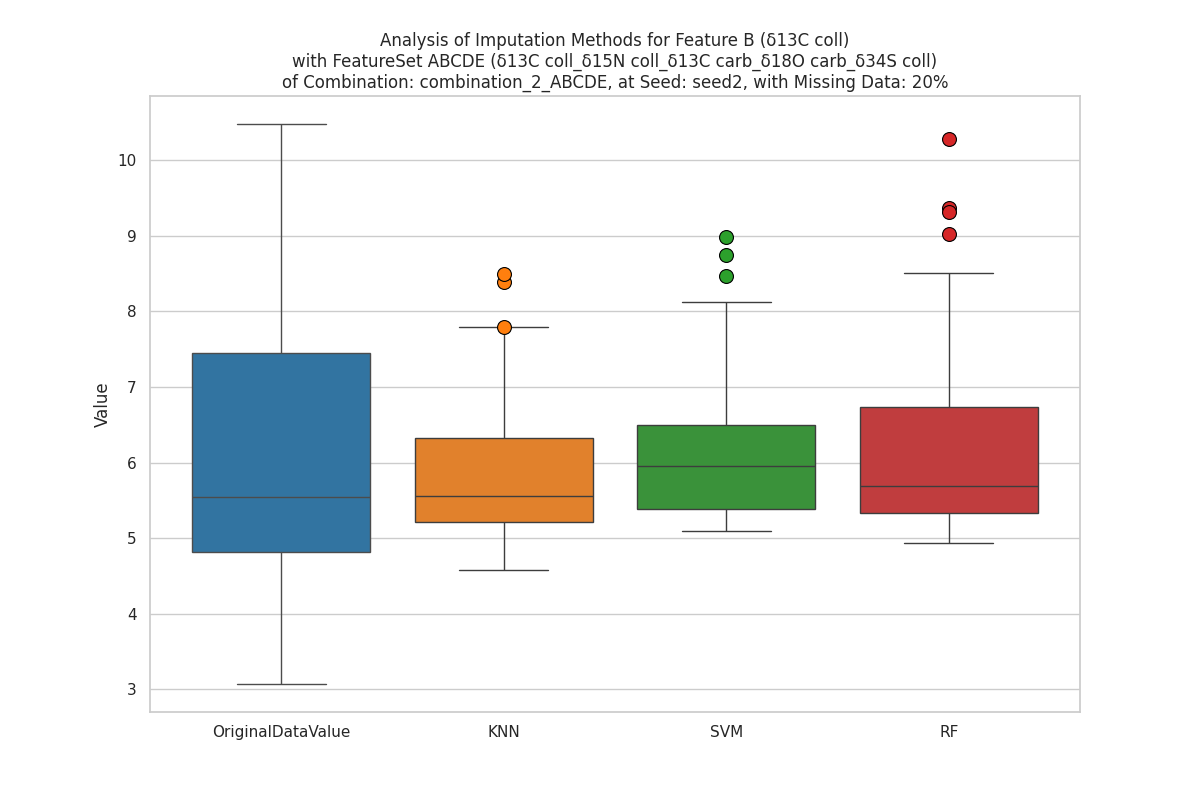 Analysis of Imputation Methods for Feature B (δ13C coll)
with FeatureSet ABCDE (δ13C coll_δ15N coll_δ13C carb_δ18O carb_δ34S coll)
of Combination: combination_2_ABCDE, at Seed: seed2, with Missing Data: 20%
10
9
8
7
6
5
4
3
Value
OriginalDataValue
KNN
SVM
RF